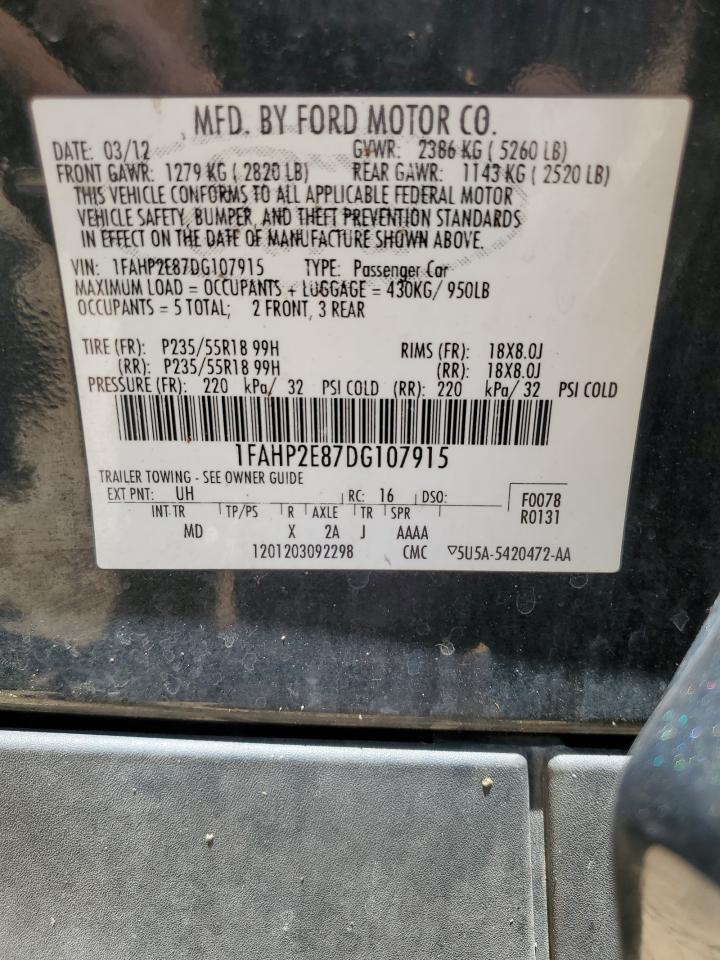 MFD. BY FORD MOTOR CO.
DATE: 03/12 GVWR: 2386 KG ( 5260 LB)
FRONT GAWR: 1279 KG ( 2820 LB) REAR GAWR: 1143 KG ( 2520 LB)
THIS VEHICLE CONFORMS TO ALL APPLICABLE FEDERAL MOTOR
VEHICLE SAFETY, BUMPER, AND THEFT PREVENTION STANDARDS
IN EFFECT ON THE DATE OF MANUFACTURE SHOWN ABOVE.
VIN: 1FAHP2E87DG107915 TYPE: Passenger Car
MAXIMUM LOAD = OCCUPANTS + LUGGAGE = 430KG/ 950LB
OCCUPANTS = 5 TOTAL; 2 FRONT, 3 REAR
TIRE (FR): P235/55R18 99H RIMS (FR): 18X8.0J
(RR): P235/55R18 99H (RR): 18X8.0J
PRESSURE (FR): 220 kPa/ 32 PSI COLD (RR): 220 kPa/ 32 PSI COLD
1FAHP2E87DG107915
TRAILER TOWING - SEE OWNER GUIDE
EXT PNT: UH RC: 16 DSO: F0078
INT TR TP/PS R AXLE TR SPR R0131
MD X 2A J AAAA
1201203092298 CMC ▽5U5A-5420472-AA